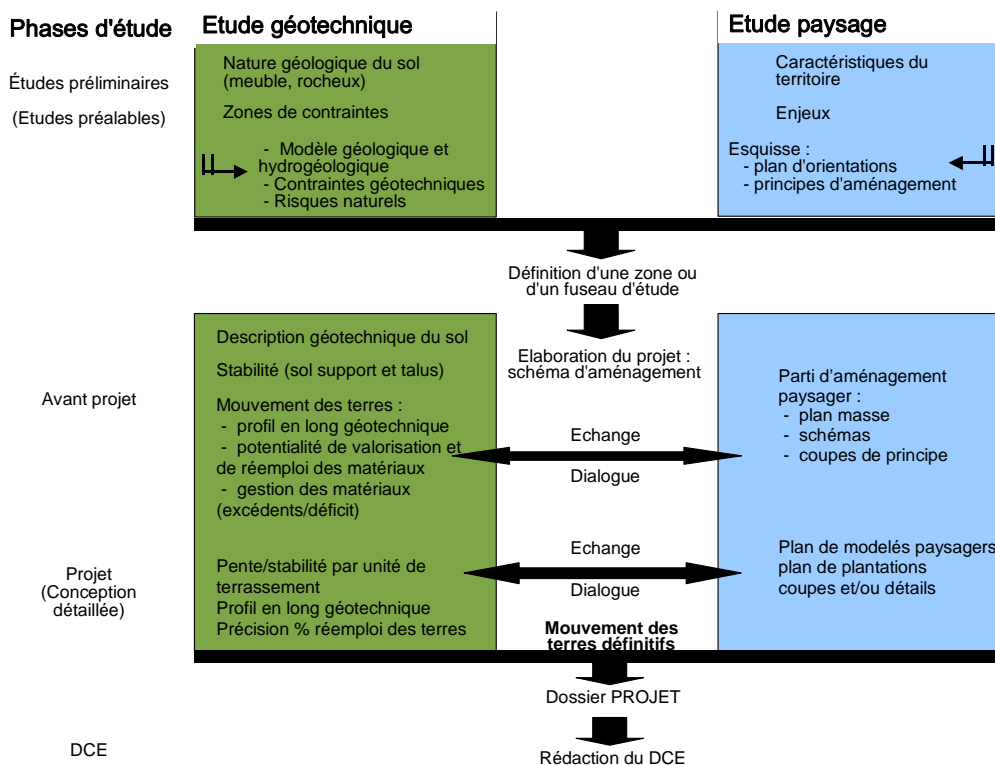 Phases d'étude
Etude géotechnique
Etude paysage
Études préliminaires
(Etudes préalables)
Nature géologique du sol
(meuble, rocheux)
Zones de contraintes
- Modèle géologique et
hydrogéologique
- Contraintes géotechniques
- Risques naturels
Caractéristiques du
territoire
Enjeux
Esquisse :
- plan d'orientations
- principes d'aménagement
Définition d'une zone ou
d'un fuseau d'étude
Elaboration du projet :
schéma d'aménagement
Avant projet
Description géotechnique du sol
Stabilité (sol support et talus)
Mouvement des terres :
- profil en long géotechnique
- potentialité de valorisation et
de réemploi des matériaux
- gestion des matériaux
(excédents/déficit)
Echange
Dialogue
Parti d’aménagement
paysager :
- plan masse
- schémas
- coupes de principe
Projet
(Conception
détaillée)
Pente/stabilité par unité de
terrassement
Profil en long géotechnique
Précision % réemploi des terres
Echange
Dialogue
Mouvement des
terres définitifs
Plan de modelés paysagers
plan de plantations
coupes et/ou détails
Dossier PROJET
DCE
Rédaction du DCE